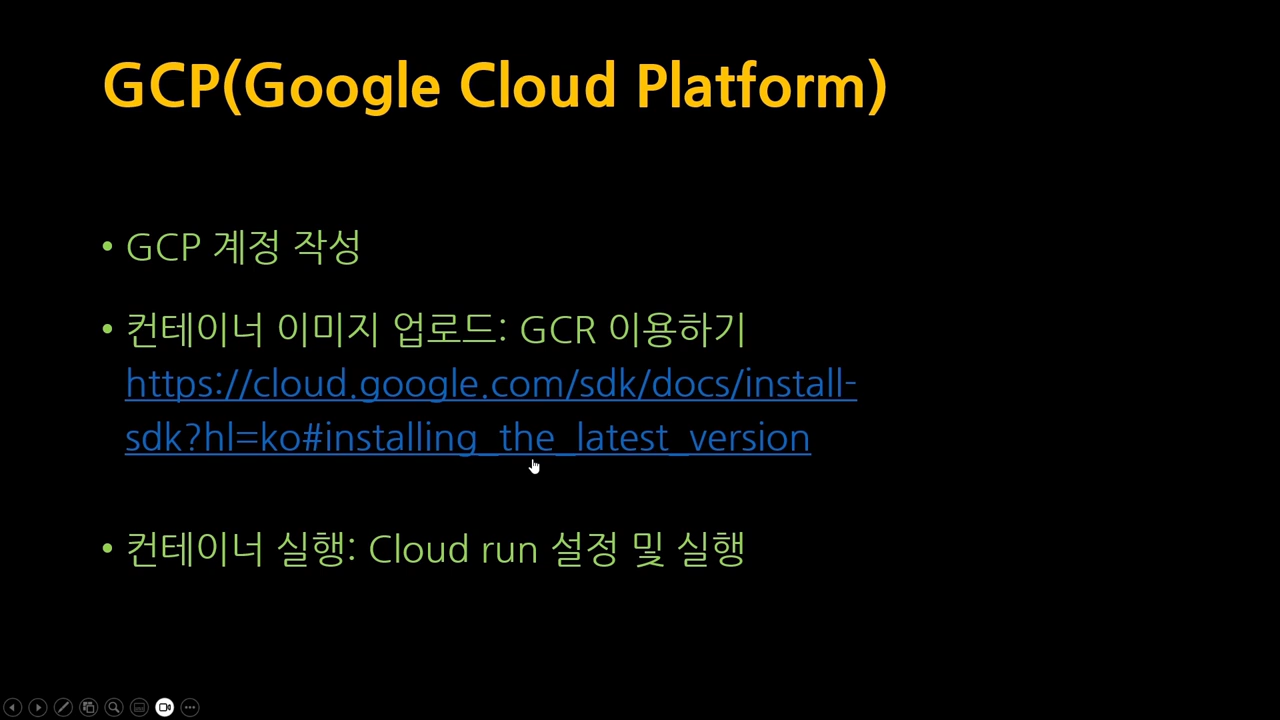 GCP(Google Cloud Platform)
• GCP 계정 작성
• 컨테이너 이미지 업로드: GCR 이용하기
https://cloud.google.com/sdk/docs/install-
sdk?hl=ko#installing_the_latest_version
• 컨테이너 실행: Cloud run 설정 및 실행